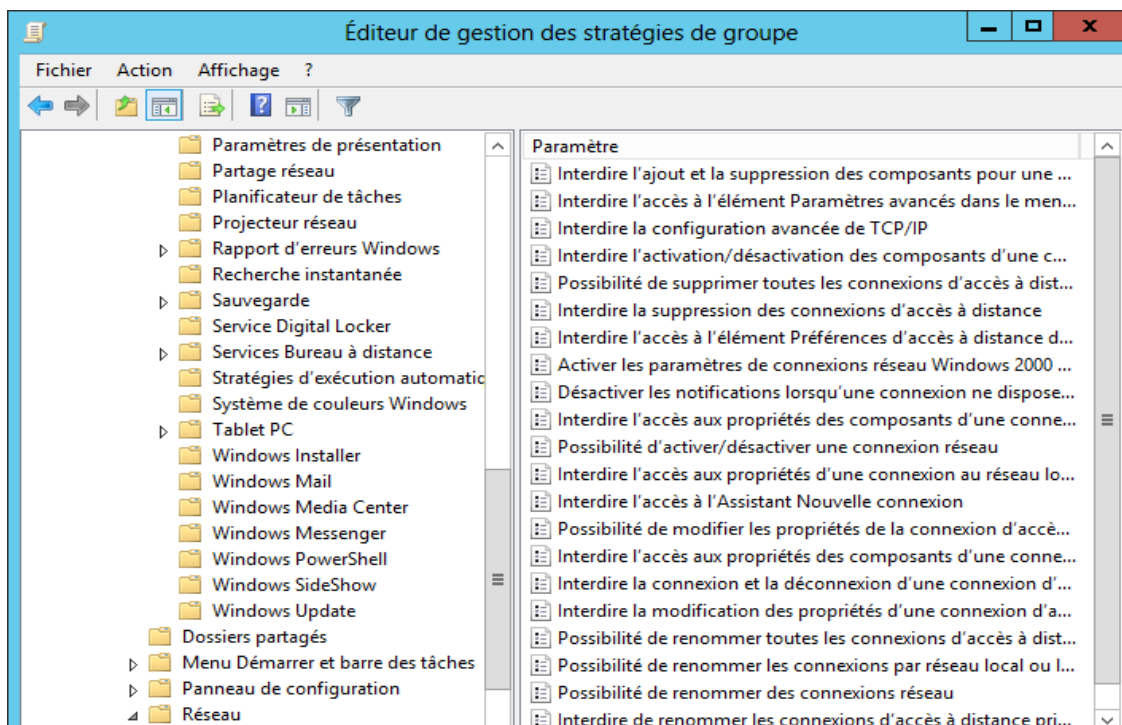 Éditeur de gestion des stratégies de groupe
Fichier Action Affichage ?
Paramètres de présentation
Partage réseau
Planificateur de tâches
Projecteur réseau
Rapport d'erreurs Windows
Recherche instantanée
Sauvegarde
Service Digital Locker
Services Bureau à distance
Stratégies d'exécution automatic
Système de couleurs Windows
Tablet PC
Windows Installer
Windows Mail
Windows Media Center
Windows Messenger
Windows PowerShell
Windows SideShow
Windows Update
Dossiers partagés
Menu Démarrer et barre des tâches
Panneau de configuration
Réseau
Paramètre
Interdire l'ajout et la suppression des composants pour une ...
Interdire l'accès à l'élément Paramètres avancés dans le men...
Interdire la configuration avancée de TCP/IP
Interdire l'activation/désactivation des composants d'une c...
Possibilité de supprimer toutes les connexions d'accès à dist...
Interdire la suppression des connexions d'accès à distance
Interdire l'accès à l'élément Préférences d'accès à distance d...
Activer les paramètres de connexions réseau Windows 2000 ...
Désactiver les notifications lorsqu'une connexion ne dispose...
Interdire l'accès aux propriétés des composants d'une conne...
Possibilité d'activer/désactiver une connexion réseau
Interdire l'accès aux propriétés d'une connexion au réseau lo...
Interdire l'accès à l'Assistant Nouvelle connexion
Possibilité de modifier les propriétés de la connexion d'accè...
Interdire l'accès aux propriétés des composants d'une conne...
Interdire la connexion et la déconnexion d'une connexion d'...
Interdire la modification des propriétés d'une connexion d'a...
Possibilité de renommer toutes les connexions d'accès à dist...
Possibilité de renommer les connexions par réseau local ou l...
Possibilité de renommer des connexions réseau
Interdire de renommer les connexions d'accès à distance pri...